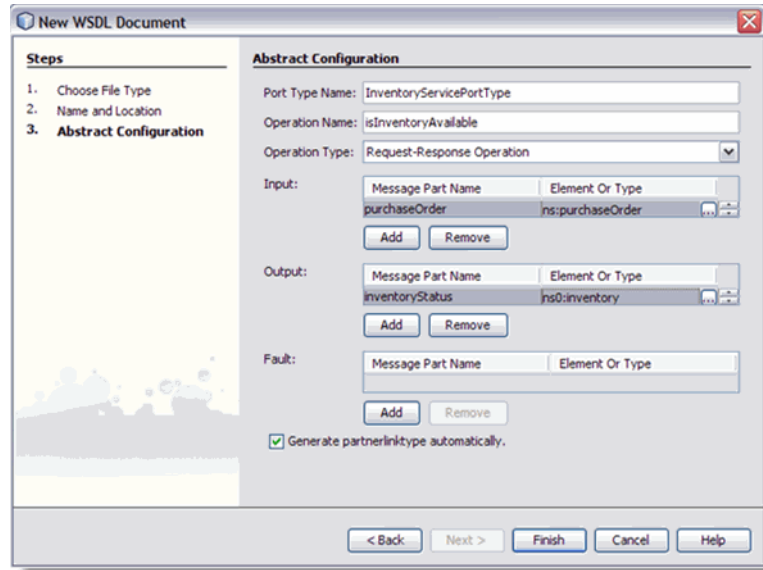 New WSDL Document
Steps
1. Choose File Type
2. Name and Location
3. Abstract Configuration
Abstract Configuration
Port Type Name: InventoryServicePortType
Operation Name: isInventoryAvailable
Operation Type: Request-Response Operation
Input:
Message Part Name Element Or Type
purchaseOrder ns:purchaseOrder ...
Add Remove
Output:
Message Part Name Element Or Type
inventoryStatus ns0:inventory ...
Add Remove
Fault:
Message Part Name Element Or Type
Add Remove
Generate partnerlinktype automatically.
< Back Next > Finish Cancel Help